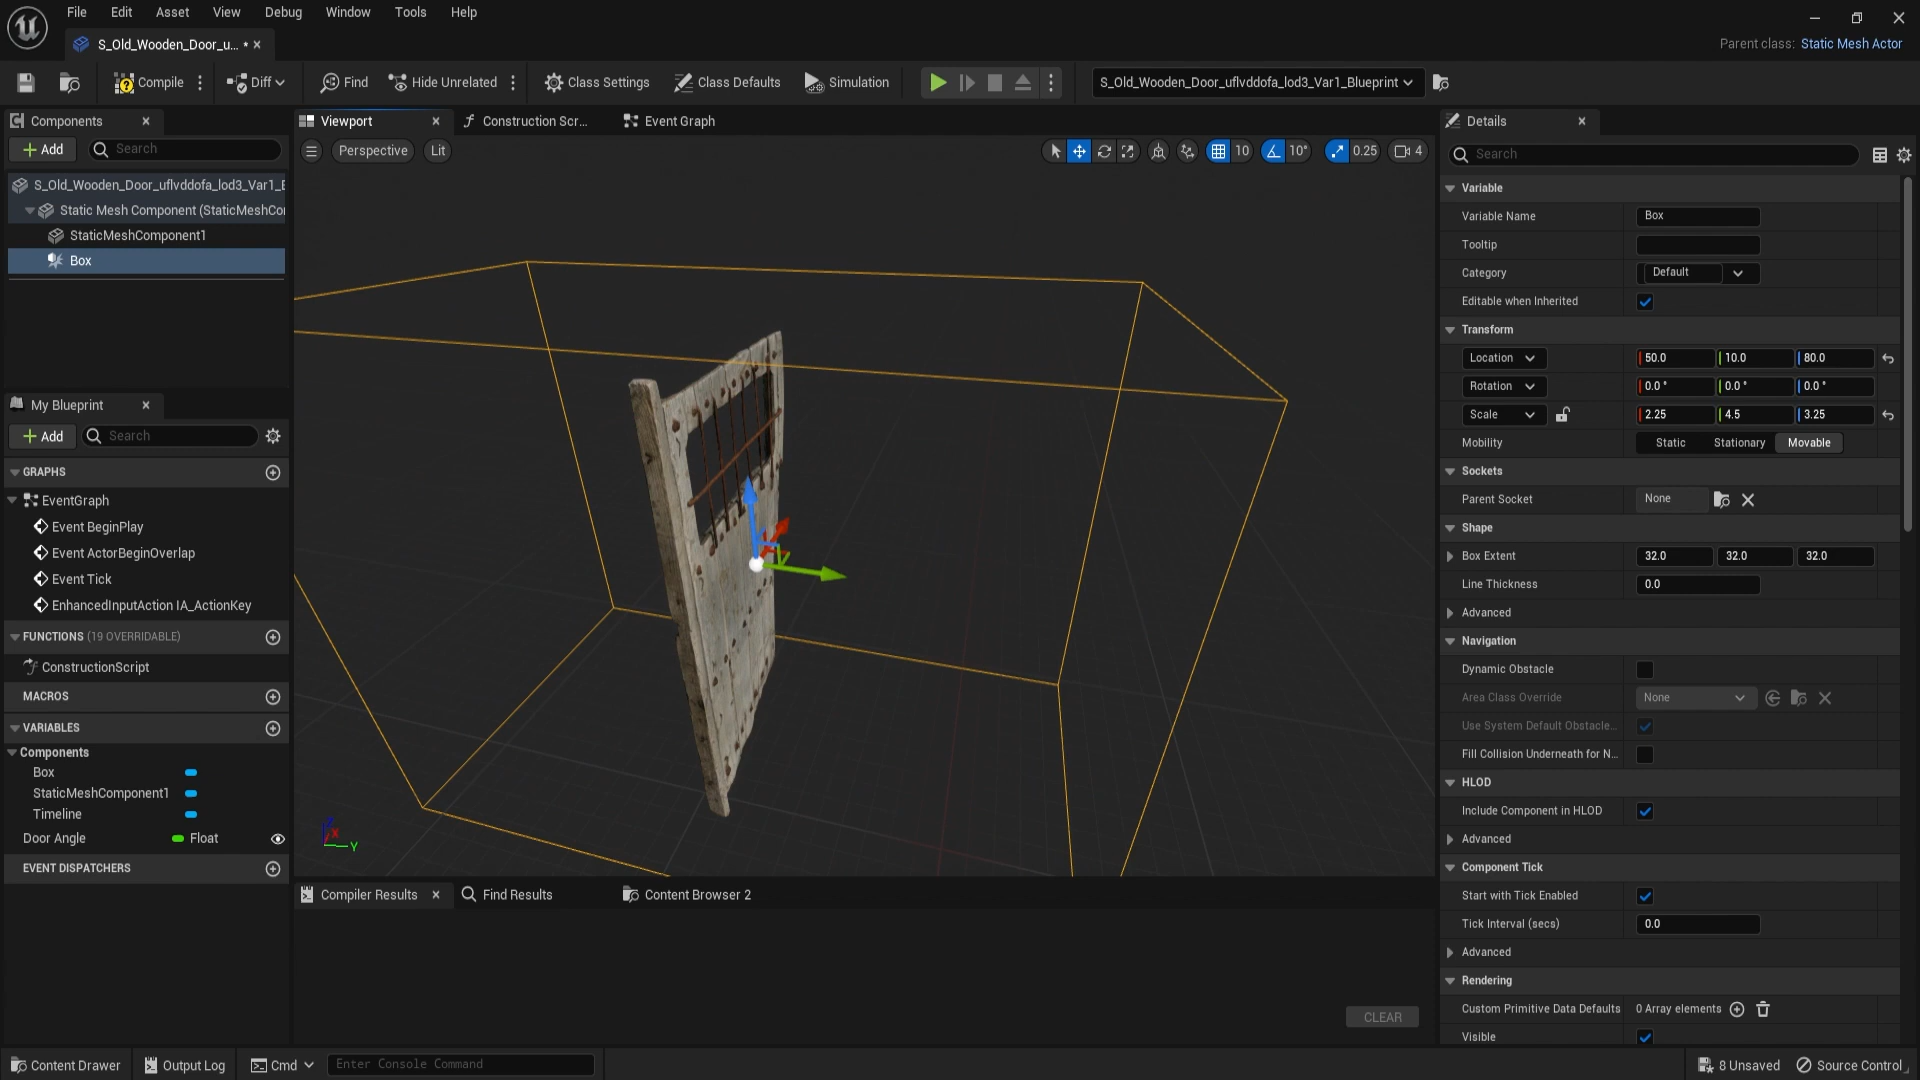 File Edit Asset View Debug Window Tools Help
S_Old_Wooden_Door_u... *
Parent class: Static Mesh Actor
Compile Diff Find Hide Unrelated Class Settings Class Defaults Simulation S_Old_Wooden_Door_uflvddofa_lod3_Var1_Blueprint
Components
Add Search
S_Old_Wooden_Door_uflvddofa_lod3_Var1_B
Static Mesh Component (StaticMeshCo
StaticMeshComponent1
Box
My Blueprint
Add Search
GRAPHS
EventGraph
Event BeginPlay
Event ActorBeginOverlap
Event Tick
EnhancedInputAction IA_ActionKey
FUNCTIONS (19 OVERRIDABLE)
ConstructionScript
MACROS
VARIABLES
Components
Box
StaticMeshComponent1
Timeline
Door Angle Float
EVENT DISPATCHERS
Viewport Construction Scr... Event Graph
Perspective Lit 10 10° 0.25 4
Z X Y
Compiler Results Find Results Content Browser 2
CLEAR
Details
Search
Variable
Variable Name Box
Tooltip
Category Default
Editable when Inherited
Transform
Location 50.0 10.0 80.0
Rotation 0.0 ° 0.0 ° 0.0 °
Scale 2.25 4.5 3.25
Mobility Static Stationary Movable
Sockets
Parent Socket None
Shape
Box Extent 32.0 32.0 32.0
Line Thickness 0.0
Advanced
Navigation
Dynamic Obstacle
Area Class Override None
Use System Default Obstacle...
Fill Collision Underneath for N...
HLOD
Include Component in HLOD
Advanced
Component Tick
Start with Tick Enabled
Tick Interval (secs) 0.0
Advanced
Rendering
Custom Primitive Data Defaults 0 Array elements
Visible
Content Drawer Output Log Cmd Enter Console Command 8 Unsaved Source Control